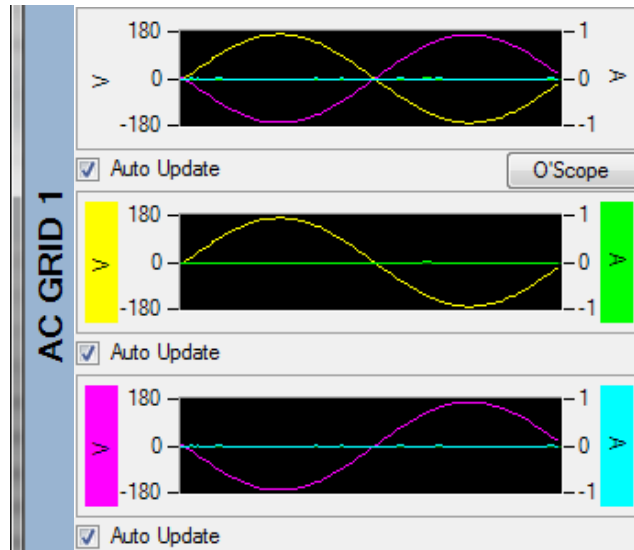 AC GRID 1
180 1
V 0 0 A
-180 -1
Auto Update O'Scope
180 1
V 0 0 A
-180 -1
Auto Update
180 1
V 0 0 A
-180 -1
Auto Update